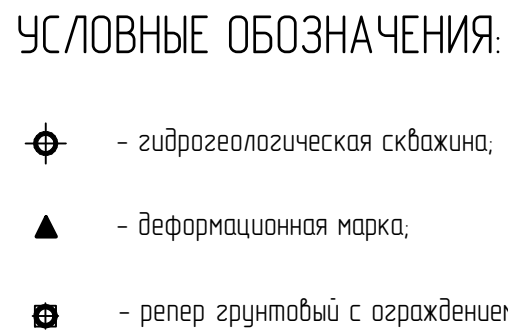 УСЛОВНЫЕ ОБОЗНАЧЕНИЯ:
- гидрогеологическая скважина;
- деформационная марка;
- репер грунтовый с ограждением